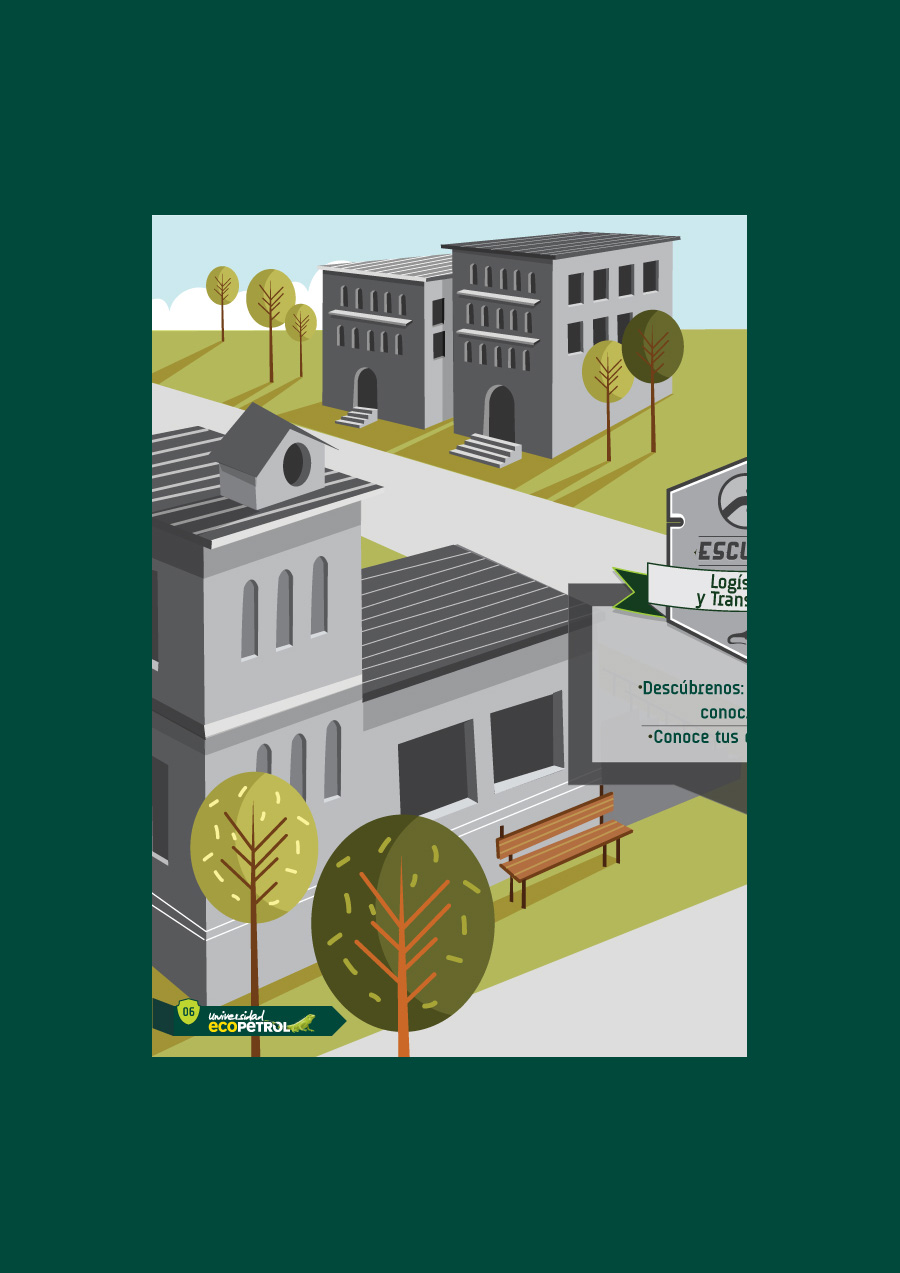 ESCU
Logís
y Trans
•Descúbrenos:
conoc
•Conoce tus
06
universidad
ecopetrol